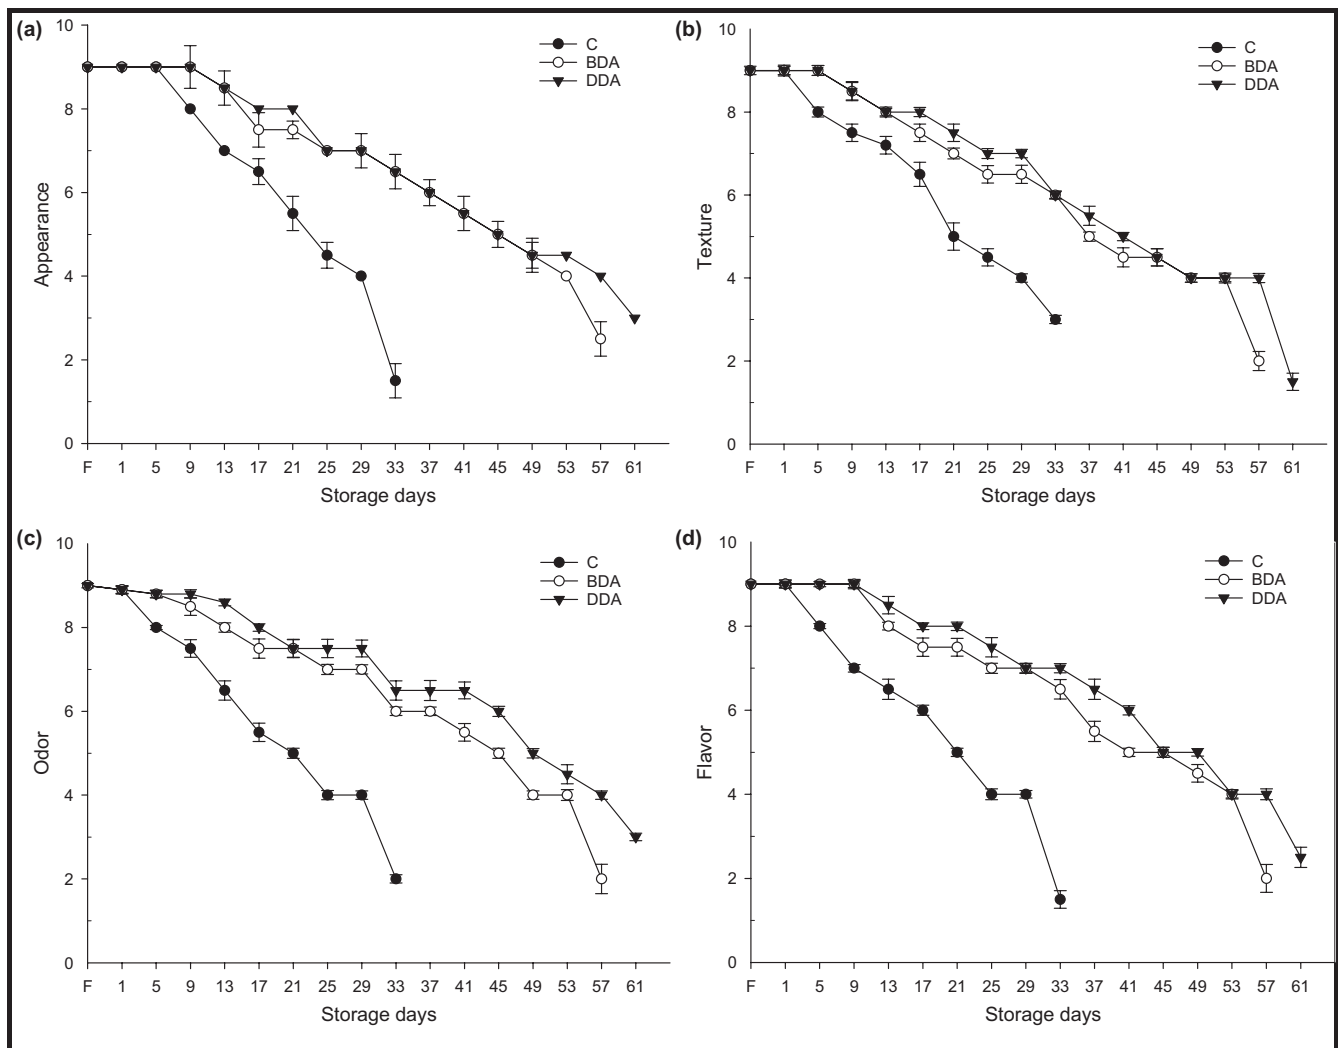 (a)
10
8
6
4
2
0
Appearance
C
BDA
DDA
F 1 5 9 13 17 21 25 29 33 37 41 45 49 53 57 61
Storage days
(b)
10
8
6
4
2
0
Texture
C
BDA
DDA
F 1 5 9 13 17 21 25 29 33 37 41 45 49 53 57 61
Storage days
(c)
10
8
6
4
2
0
Odor
C
BDA
DDA
F 1 5 9 13 17 21 25 29 33 37 41 45 49 53 57 61
Storage days
(d)
10
8
6
4
2
0
Flavor
C
BDA
DDA
F 1 5 9 13 17 21 25 29 33 37 41 45 49 53 57 61
Storage days